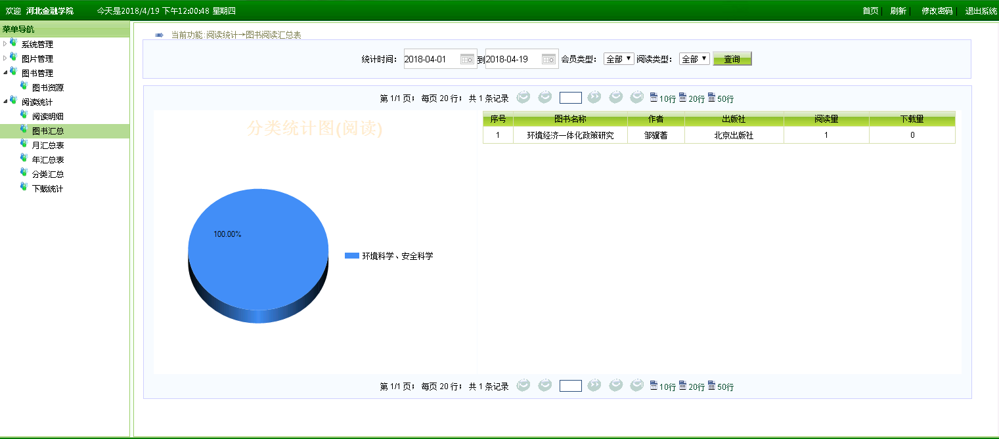 欢迎 河北金融学院 今天是2018/4/19 下午12:00:48 星期四 首页 刷新 修改密码 退出系统
菜单导航
系统管理
图片管理
图书管理
图书资源
阅读统计
阅读明细
图书汇总
月汇总表
年汇总表
分类汇总
下载统计
当前功能:阅读统计→图书阅读汇总表
统计时间： 2018-04-01 到 2018-04-19 会员类型： 全部 阅读类型： 全部 查询
第 1/1 页； 每页 20 行； 共 1 条记录 10行 20行 50行
分类统计图(阅读)
100.00%
环境科学、安全科学
序号 图书名称 作者 出版社 阅读量 下载量
1 环境经济一体化政策研究 邹骥著 北京出版社 1 0
第 1/1 页； 每页 20 行； 共 1 条记录 10行 20行 50行